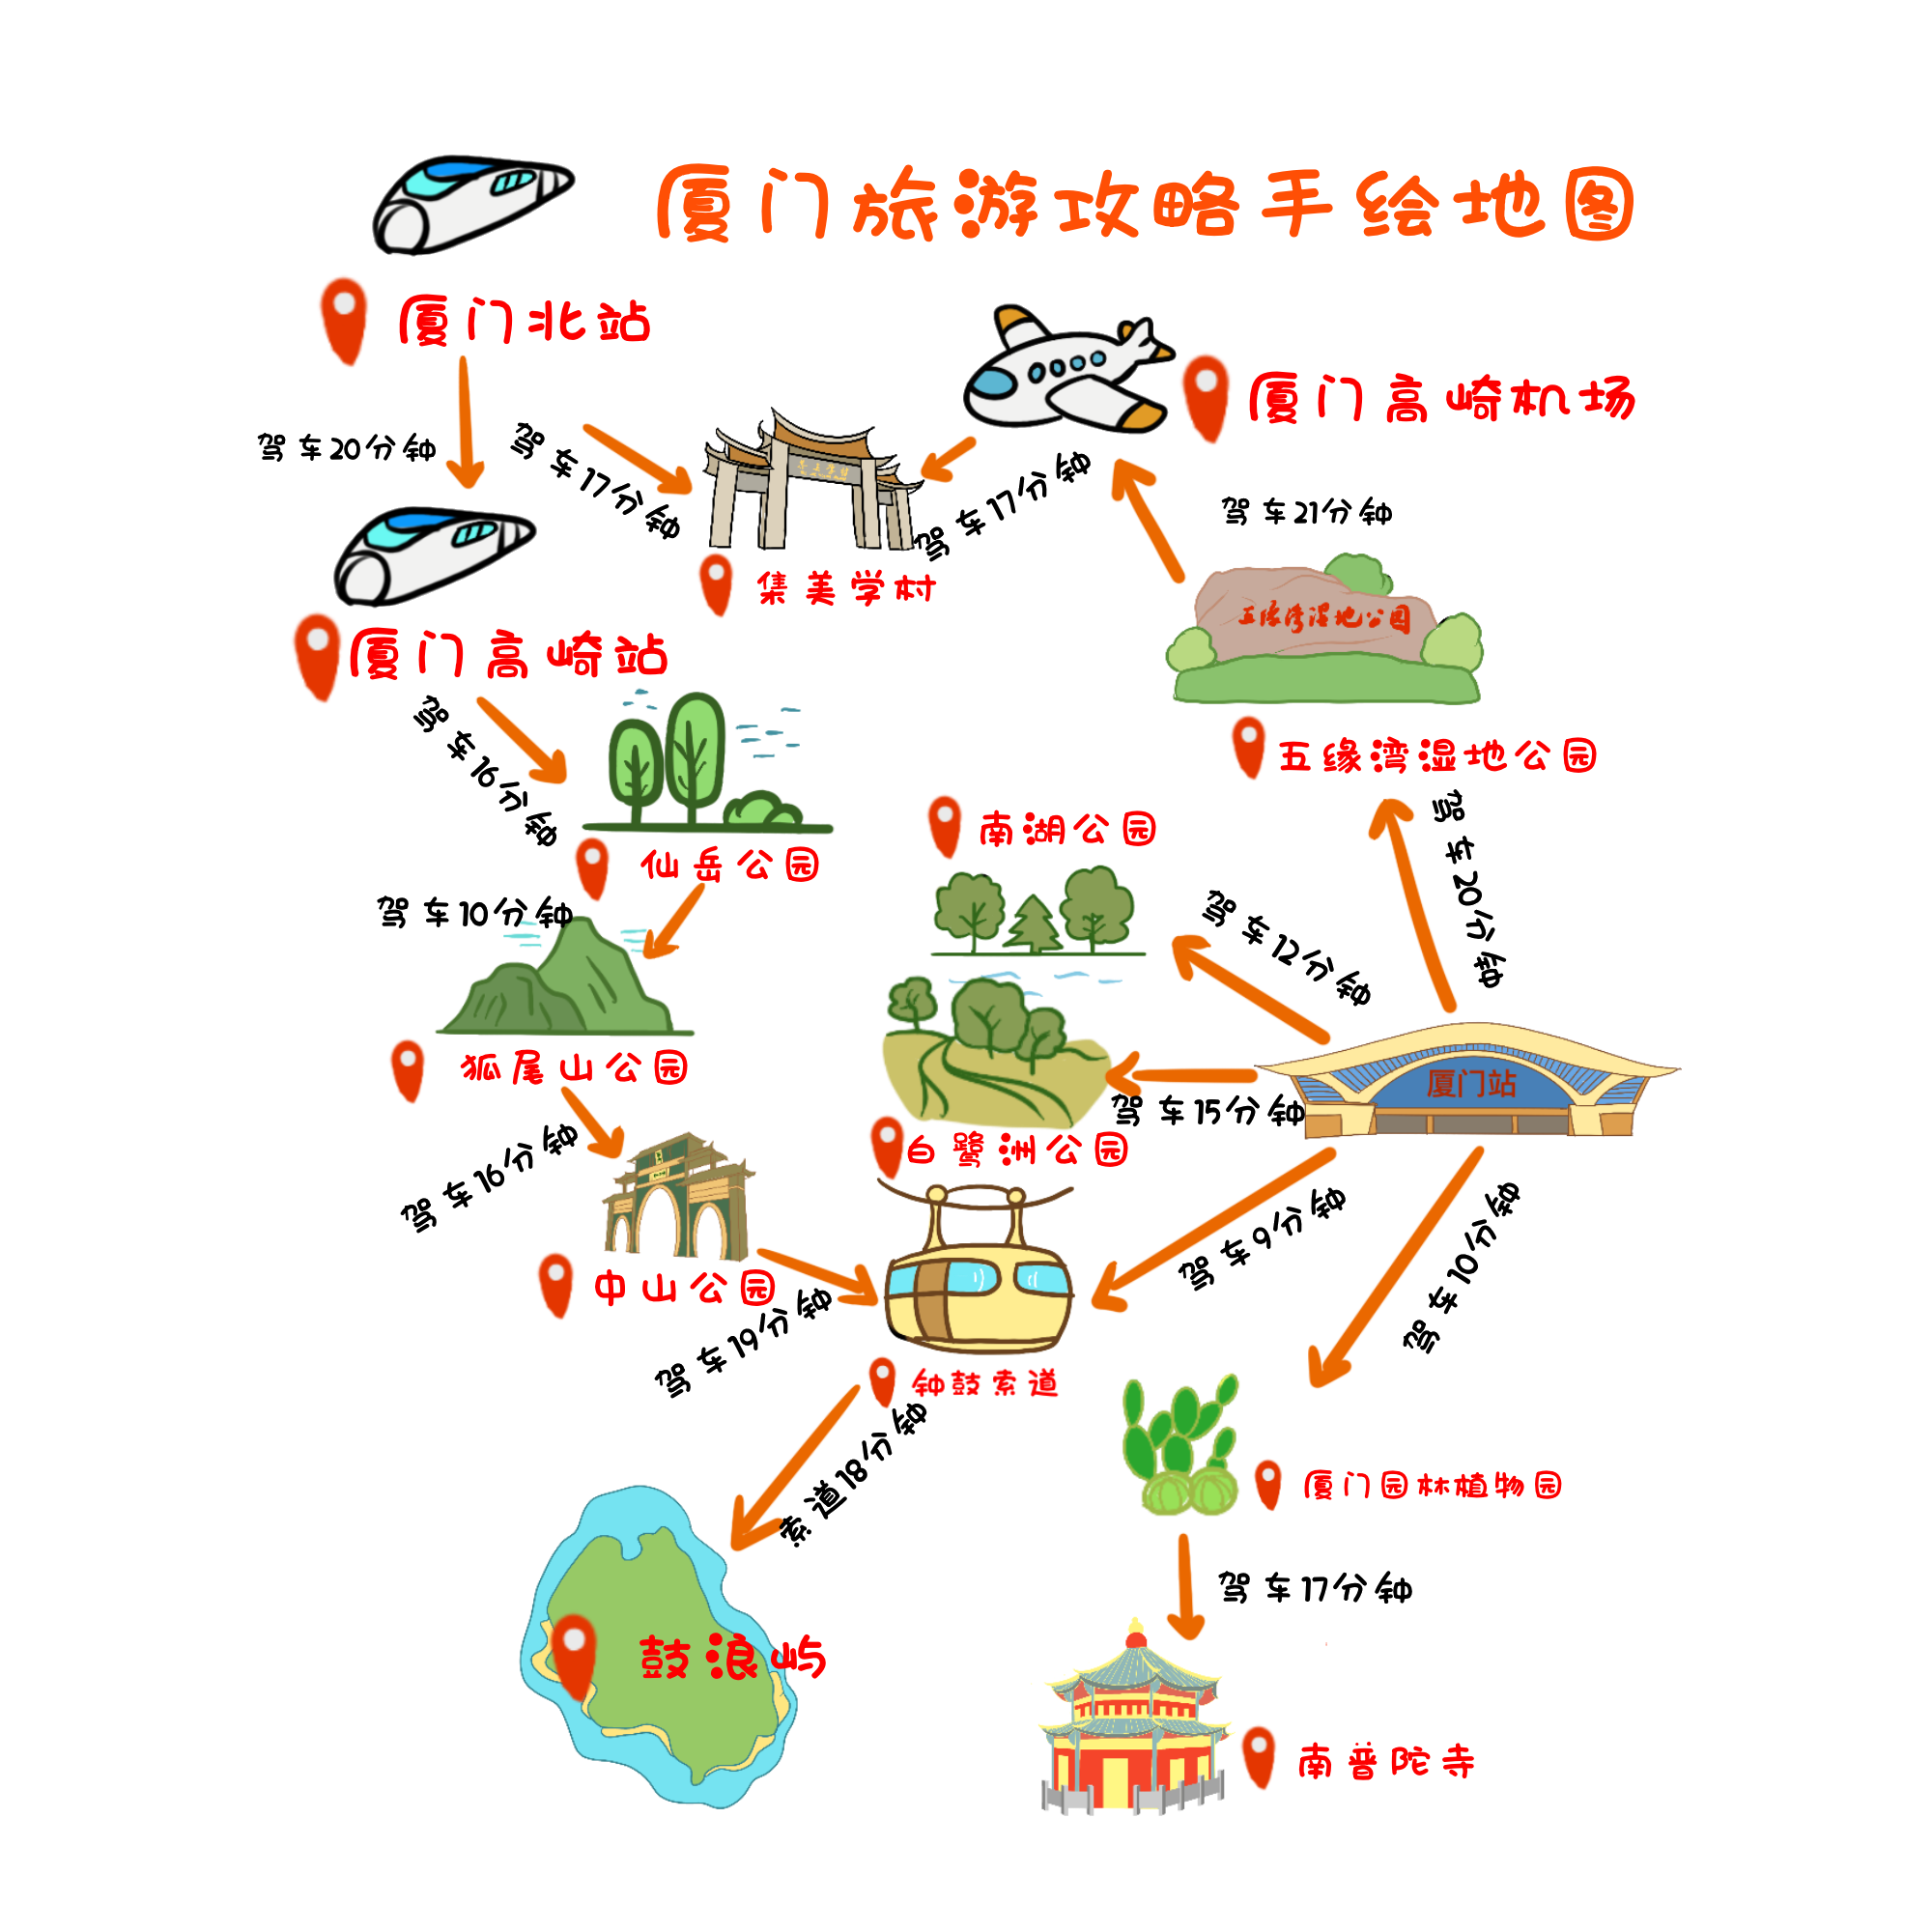 厦门旅游攻略手绘地图
厦门北站
厦门高崎机场
驾车20分钟
驾车17分钟
驾车17分钟
驾车21分钟
集美学村
五缘湾湿地公园
厦门高崎站
五缘湾湿地公园
驾车16分钟
南湖公园
驾车20分钟
仙岳公园
驾车10分钟
驾车12分钟
狐尾山公园
厦门站
驾车15分钟
白鹭洲公园
驾车16分钟
驾车9分钟
驾车10分钟
中山公园
驾车19分钟
钟鼓索道
索道18分钟
厦门园林植物园
驾车17分钟
鼓浪屿
南普陀寺